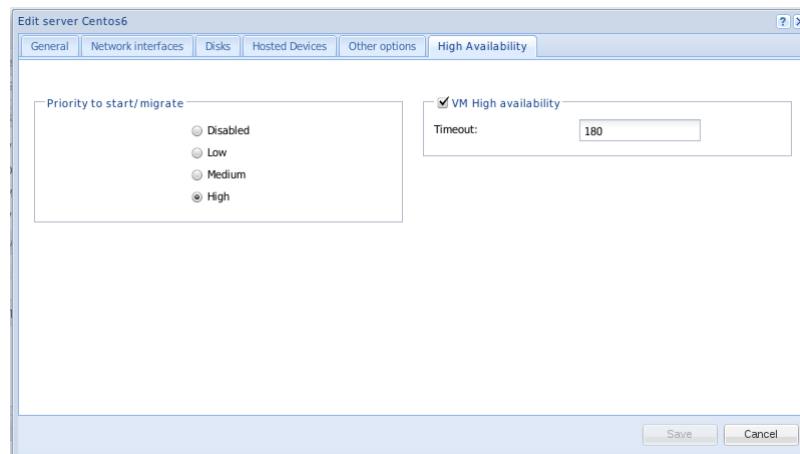 Edit server Centos6
?
General Network interfaces Disks Hosted Devices Other options High Availability
Priority to start/migrate
Disabled
Low
Medium
High
VM High availability
Timeout: 180
Save Cancel